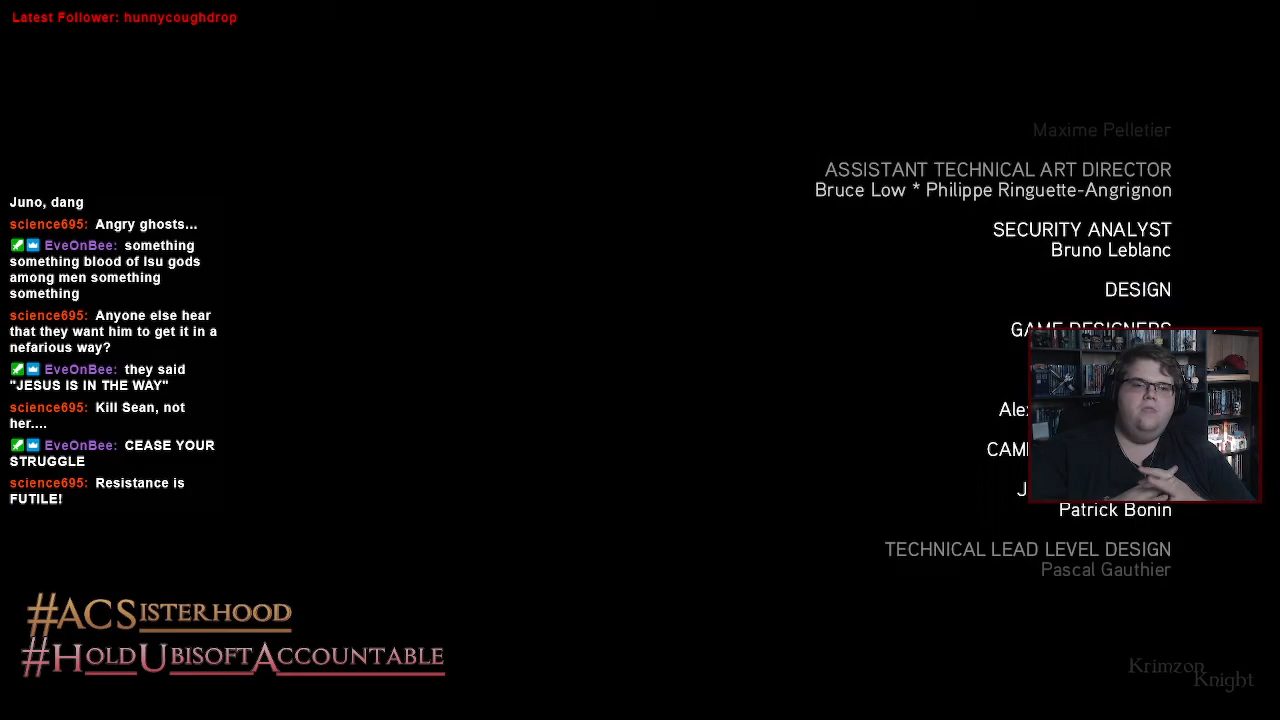 Latest Follower: hunnycoughdrop
Juno, dang
science695: Angry ghosts...
EveOnBee: something
something blood of Isu gods
among men something
something
science695: Anyone else hear
that they want him to get it in a
nefarious way?
EveOnBee: they said
"JESUS IS IN THE WAY"
science695: Kill Sean, not
her....
EveOnBee: CEASE YOUR
STRUGGLE
science695: Resistance is
FUTILE!
#ACSISTERHOOD
#HOLDUBISOFTACCOUNTABLE
Maxime Pelletier
ASSISTANT TECHNICAL ART DIRECTOR
Bruce Low * Philippe Ringuette-Angrignon
SECURITY ANALYST
Bruno Leblanc
DESIGN
GAME DESIGNERS
Patrick Bonin
TECHNICAL LEAD LEVEL DESIGN
Pascal Gauthier
Krimzon
Knight